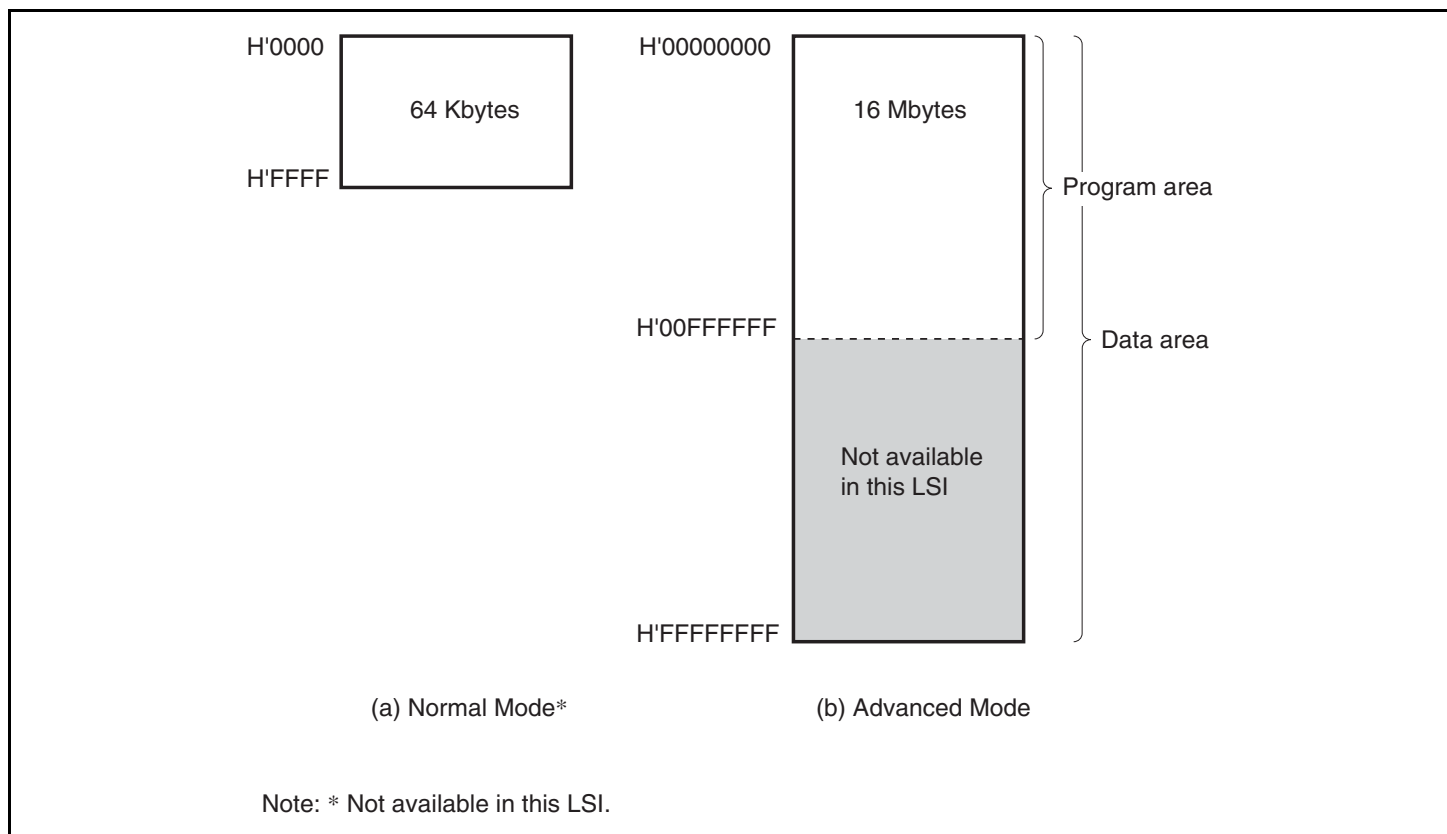 H'0000
64 Kbytes
H'FFFF
H'00000000
16 Mbytes
Program area
H'00FFFFFF
Data area
Not available
in this LSI
H'FFFFFFFF
(a) Normal Mode*
(b) Advanced Mode
Note: * Not available in this LSI.